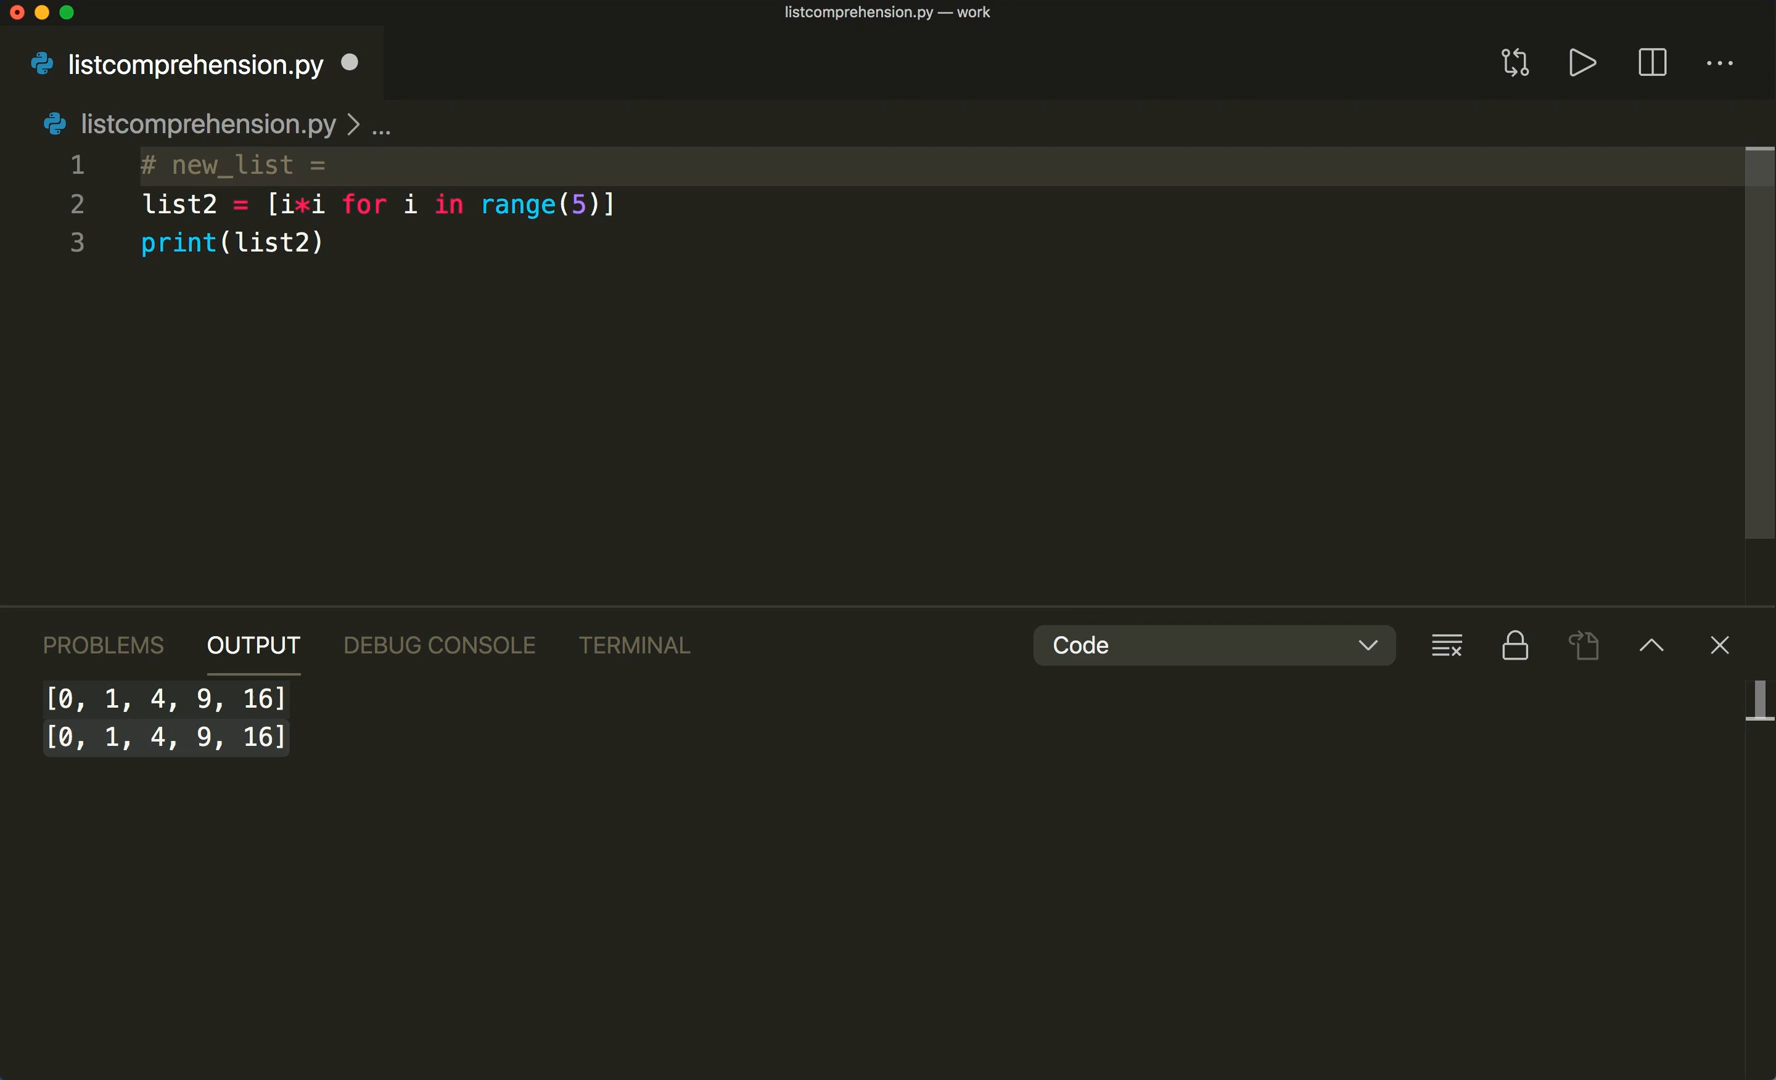 listcomprehension.py — work
listcomprehension.py
listcomprehension.py > ...
1 # new_list =
2 list2 = [i*i for i in range(5)]
3 print(list2)
PROBLEMS OUTPUT DEBUG CONSOLE TERMINAL Code
[0, 1, 4, 9, 16]
[0, 1, 4, 9, 16]